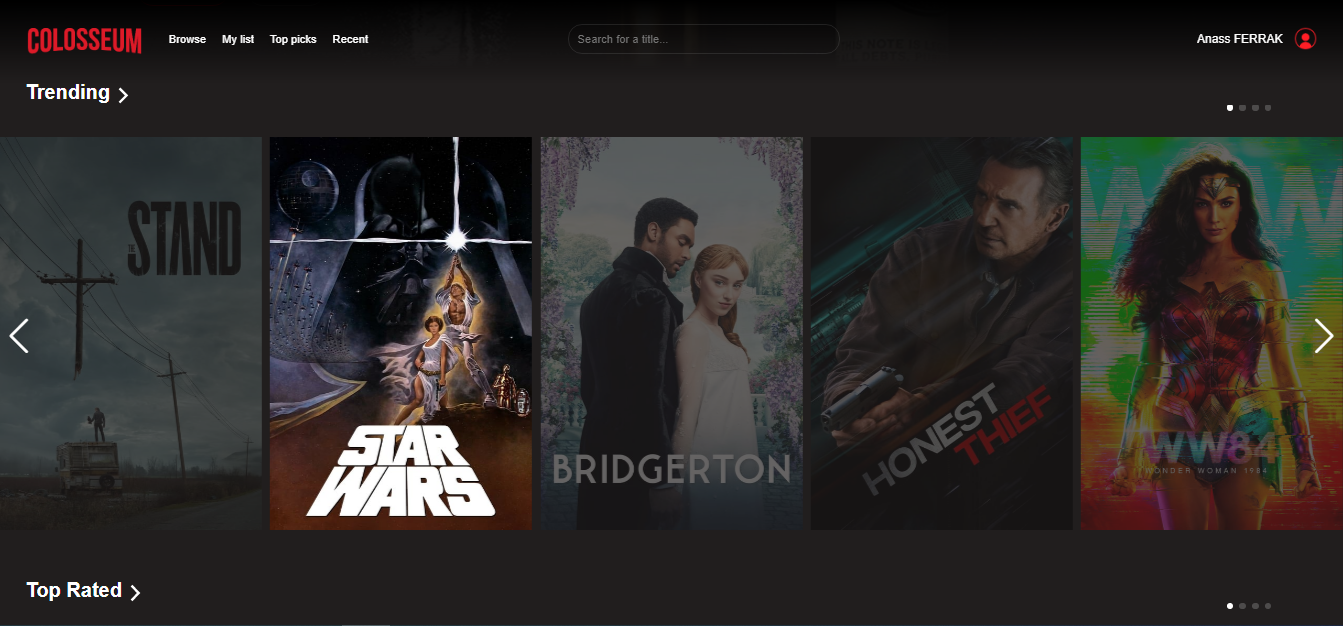 COLOSSEUM
Browse My list Top picks Recent
Search for a title...
Anass FERRAK
Trending
THE
STAND
STAR
WARS
BRIDGERTON
HONEST
THIEF
WW84
WONDER WOMAN 1984
Top Rated